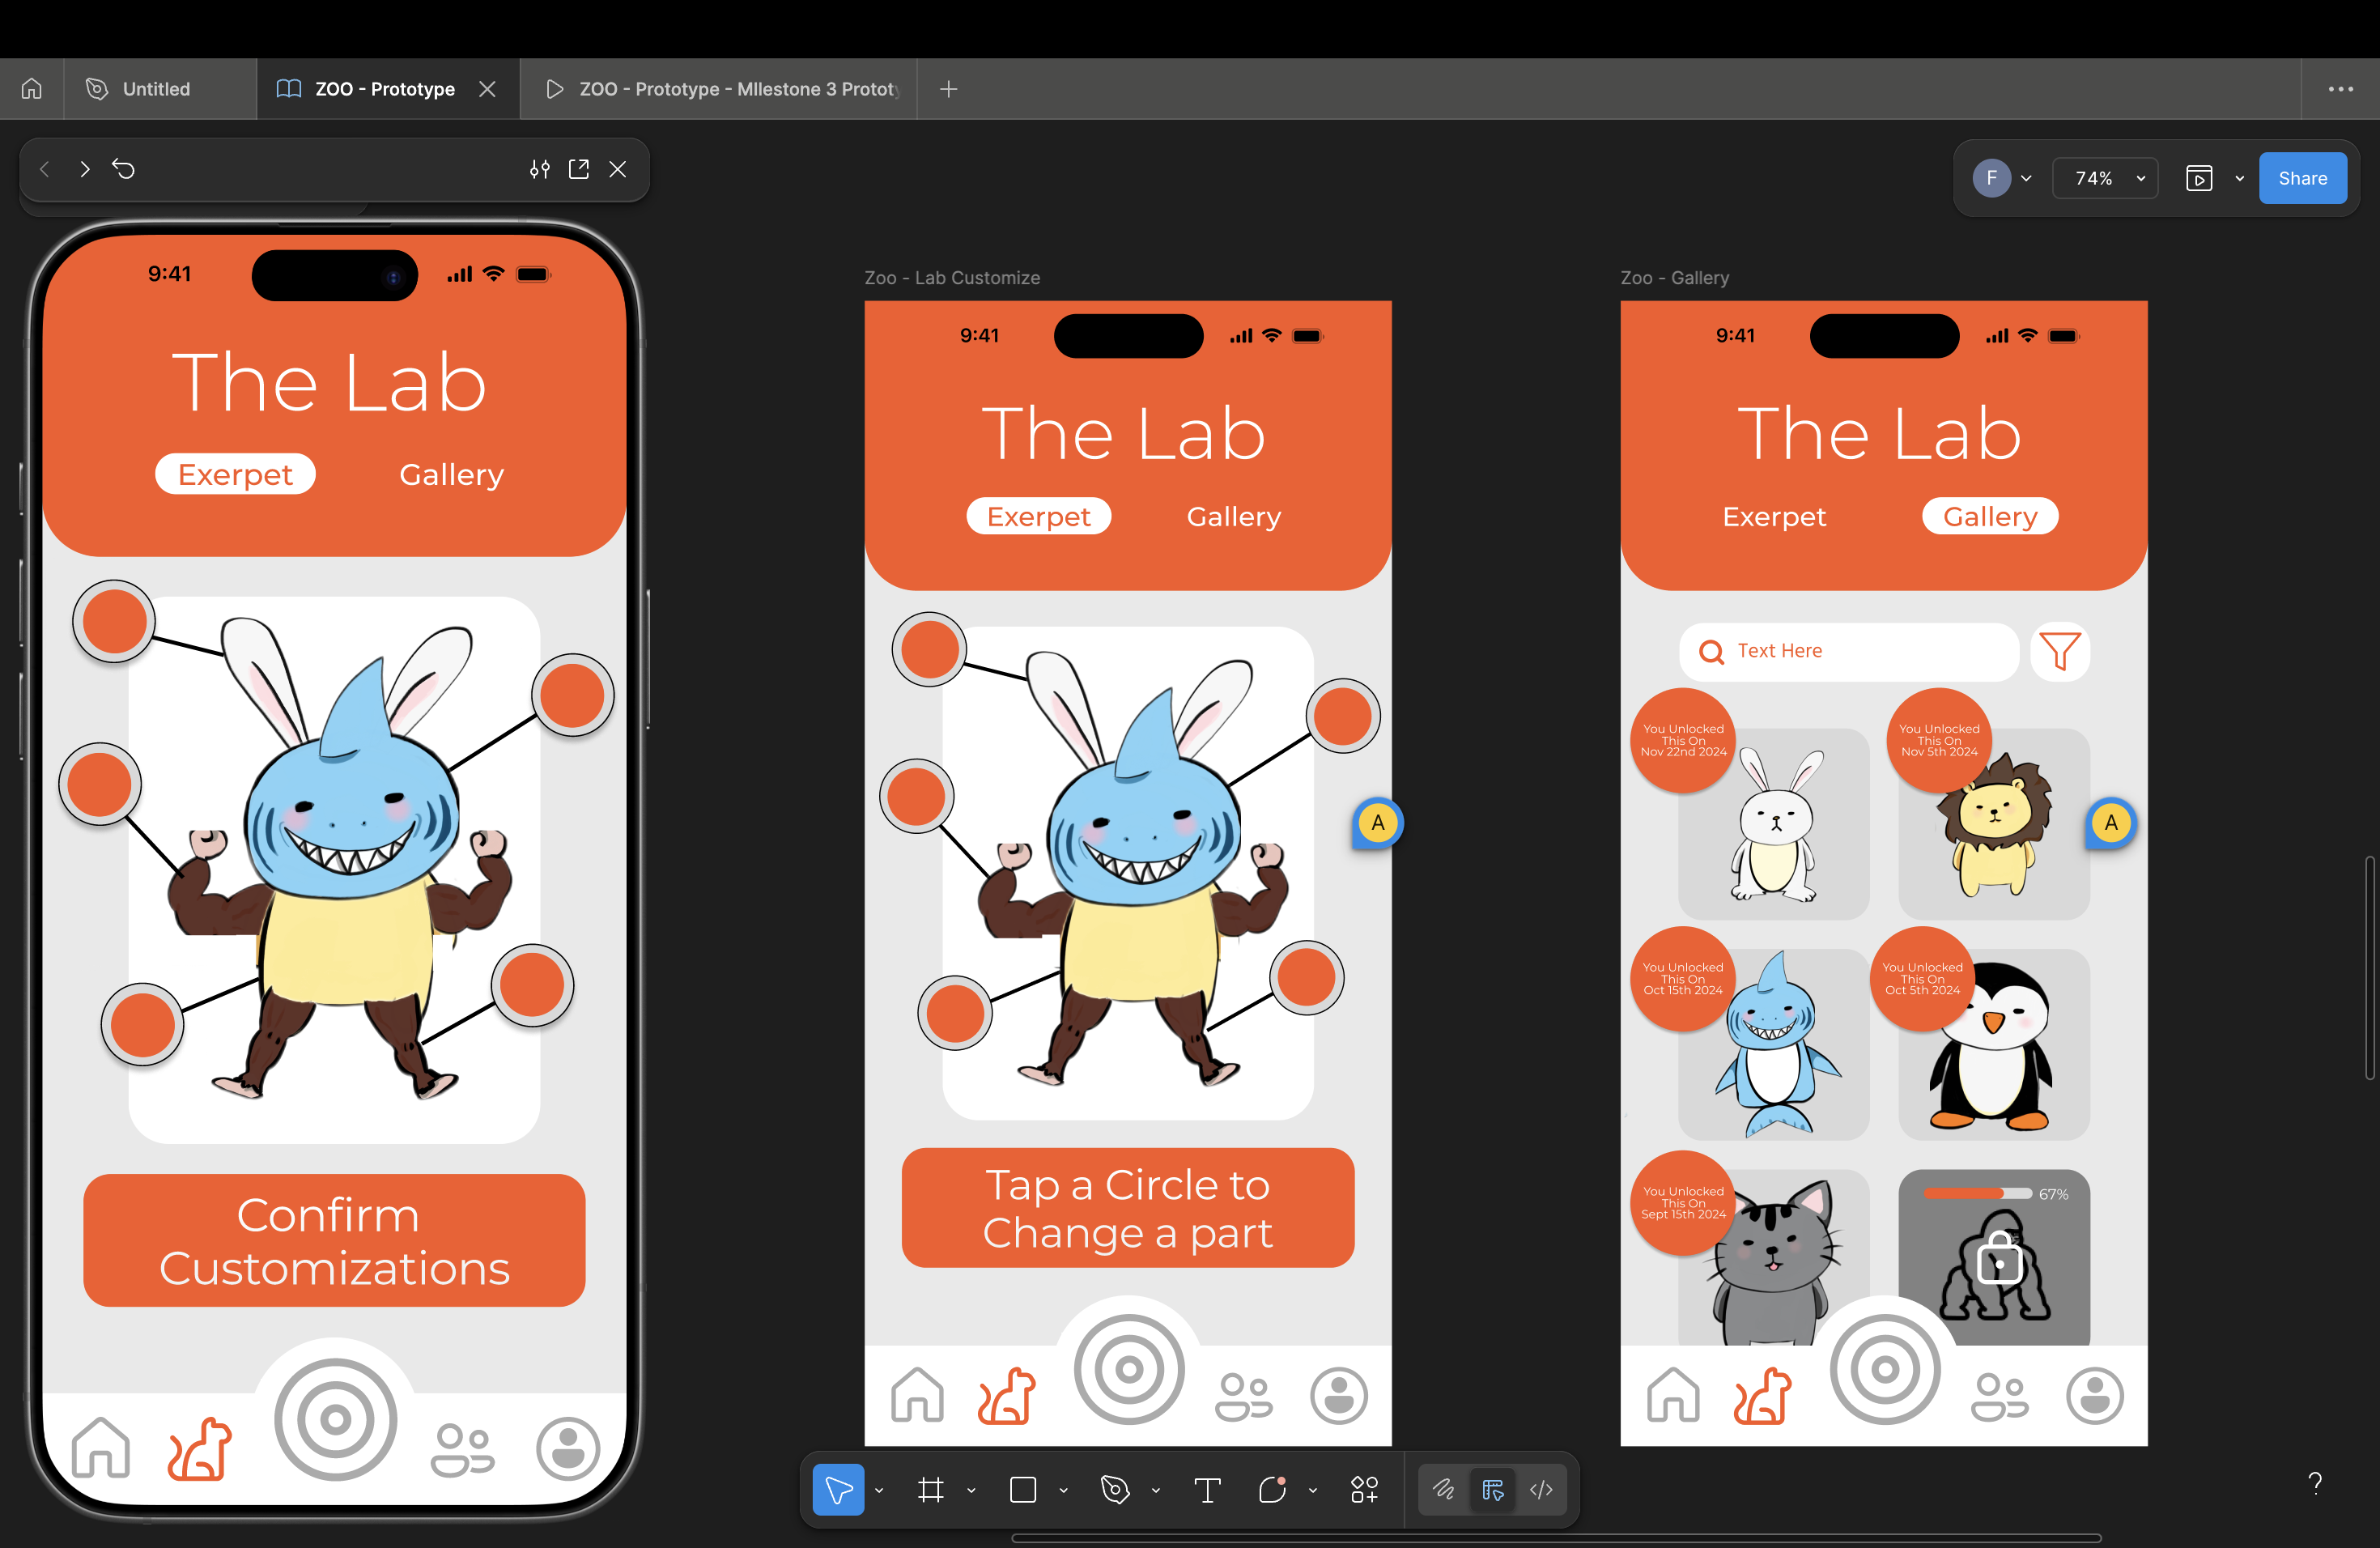 Untitled
ZOO - Prototype
ZOO - Prototype - MIlestone 3 Protot
F
74%
Share
9:41
The Lab
Exerpet
Gallery
Confirm
Customizations
Zoo - Lab Customize
9:41
The Lab
Exerpet
Gallery
A
Tap a Circle to
Change a part
Zoo - Gallery
9:41
The Lab
Exerpet
Gallery
Text Here
You Unlocked
This On
Nov 22nd 2024
You Unlocked
This On
Nov 5th 2024
A
You Unlocked
This On
Oct 15th 2024
You Unlocked
This On
Oct 5th 2024
You Unlocked
This On
Sept 15th 2024
67%
?